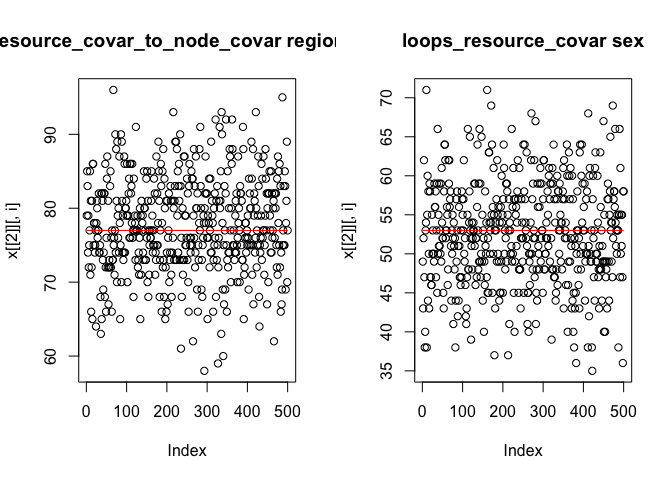 esource_covar_to_node_covar region
loops_resource_covar sex
x[[2]][, i]
90
80
70
60
0 100 200 300 400 500
Index
x[[2]][, i]
70
65
60
55
50
45
40
35
0 100 200 300 400 500
Index